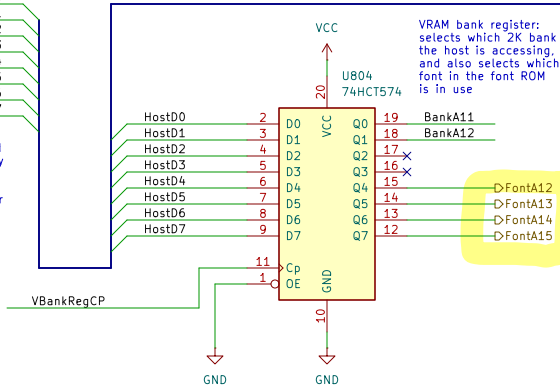 VCC
VRAM bank register:
selects which 2K bank
the host is accessing,
and also selects which
font in the font ROM
is in use
U804
74HCT574
20
VCC
HostD0 2 D0 Q0 19 BankA11
HostD1 3 D1 Q1 18 BankA12
HostD2 4 D2 Q2 17
HostD3 5 D3 Q3 16
HostD4 6 D4 Q4 15 FontA12
HostD5 7 D5 Q5 14 FontA13
HostD6 8 D6 Q6 13 FontA14
HostD7 9 D7 Q7 12 FontA15
11 Cp
1 OE
GND
VBankRegCP
10
GND GND